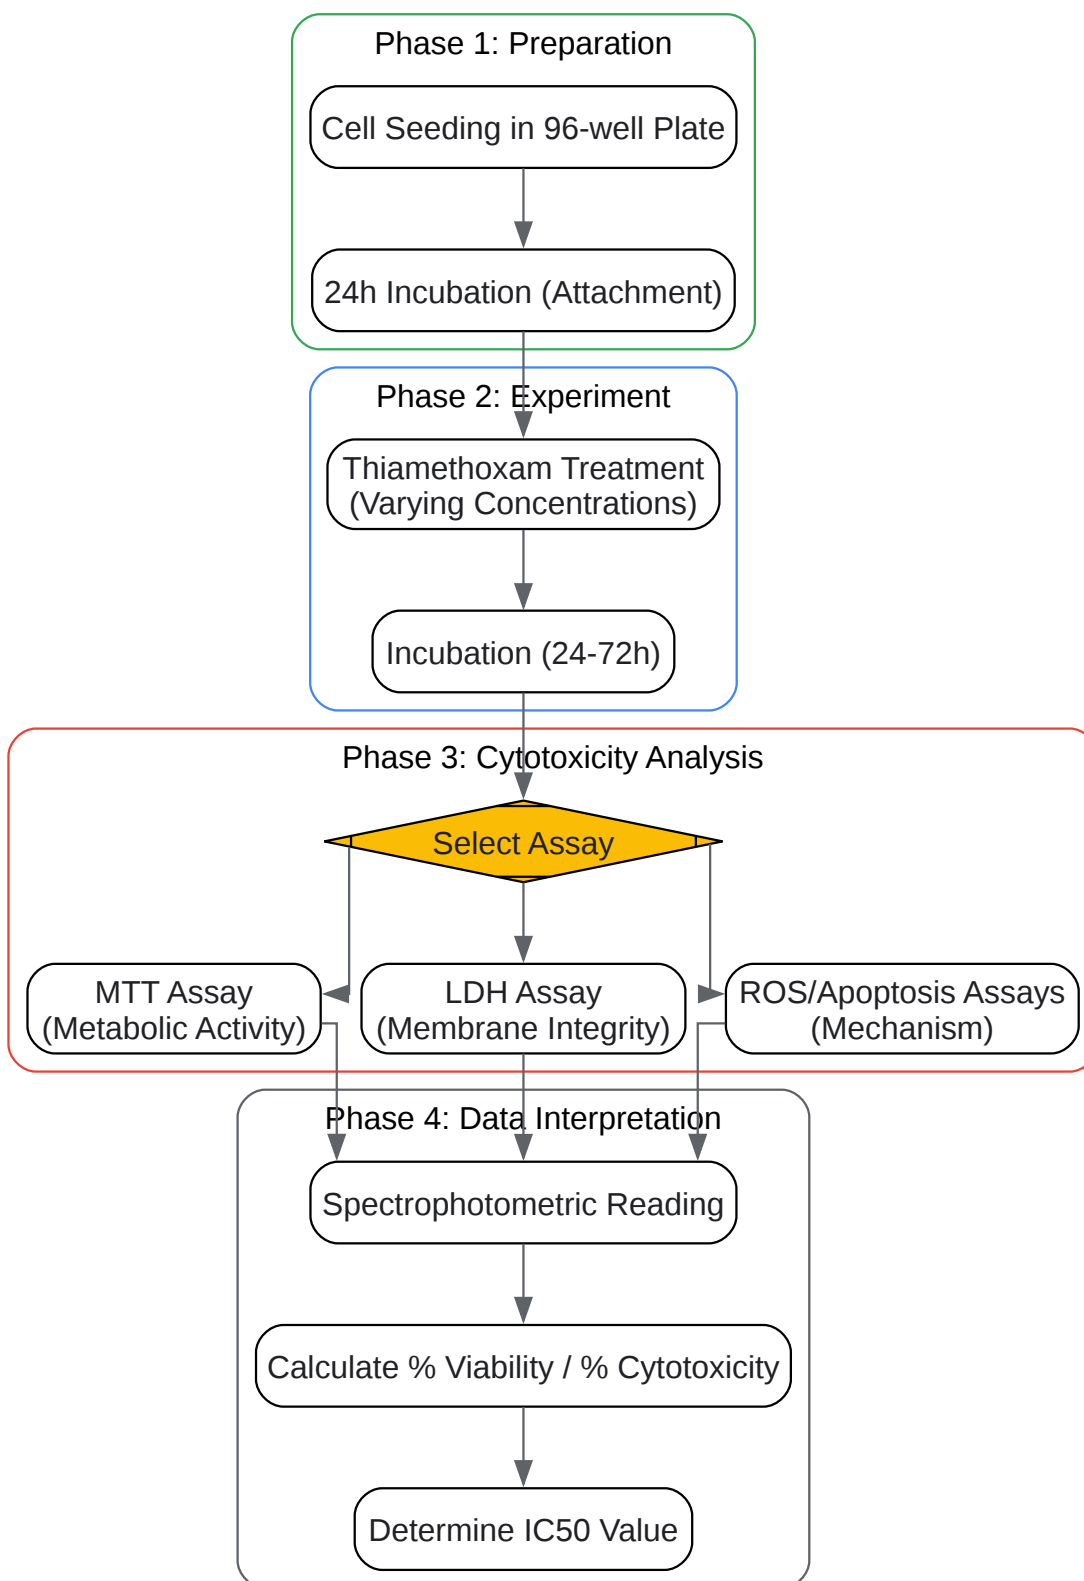 Phase 1: Preparation
Cell Seeding in 96-well Plate
24h Incubation (Attachment)
Phase 2: Experiment
Thiamethoxam Treatment
(Varying Concentrations)
Incubation (24-72h)
Phase 3: Cytotoxicity Analysis
Select Assay
MTT Assay
(Metabolic Activity)
LDH Assay
(Membrane Integrity)
ROS/Apoptosis Assays
(Mechanism)
Phase 4: Data Interpretation
Spectrophotometric Reading
Calculate % Viability / % Cytotoxicity
Determine IC50 Value